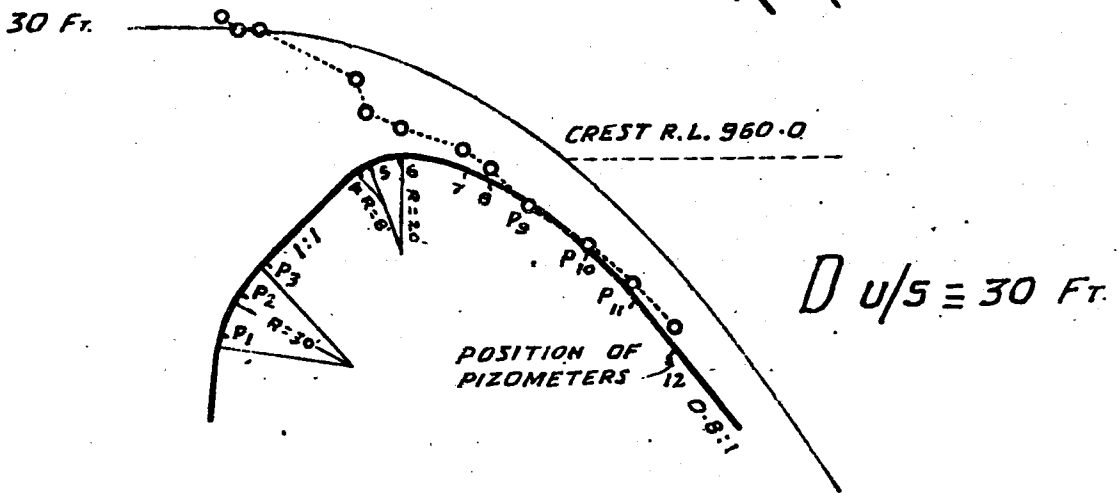 30 FT.
CREST R.L. 960.0
4
5
6
R=8'
R=20'
7
8
P9
1:1
P3
P2
P1
R=30'
P10
P11
D U/S ≡ 30 FT.
POSITION OF
PIZOMETERS
12
0.8:1